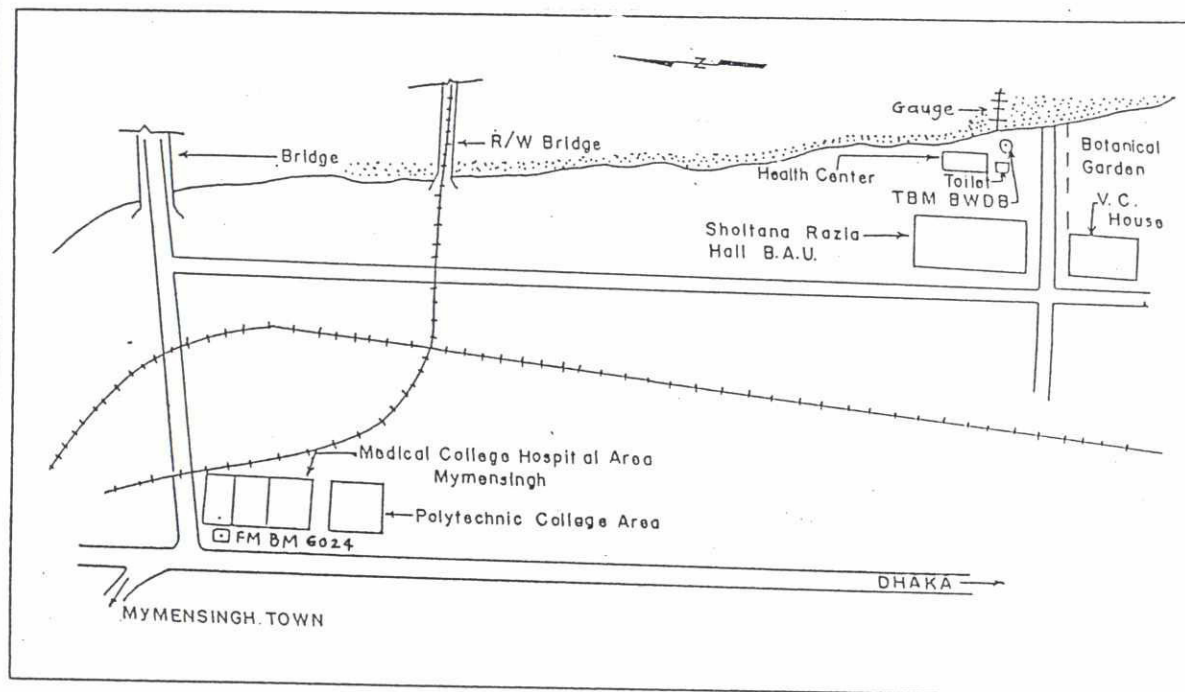 Z
Gauge
R/W Bridge
Bridge
Botanical
Garden
Health Center
Toilet
TBM BWDB
V. C.
House
Sholtana Razia
Hall B.A.U.
Medical College Hospital Area
Mymensingh
Polytechnic College Area
FM BM 6024
DHAKA
MYMENSINGH. TOWN